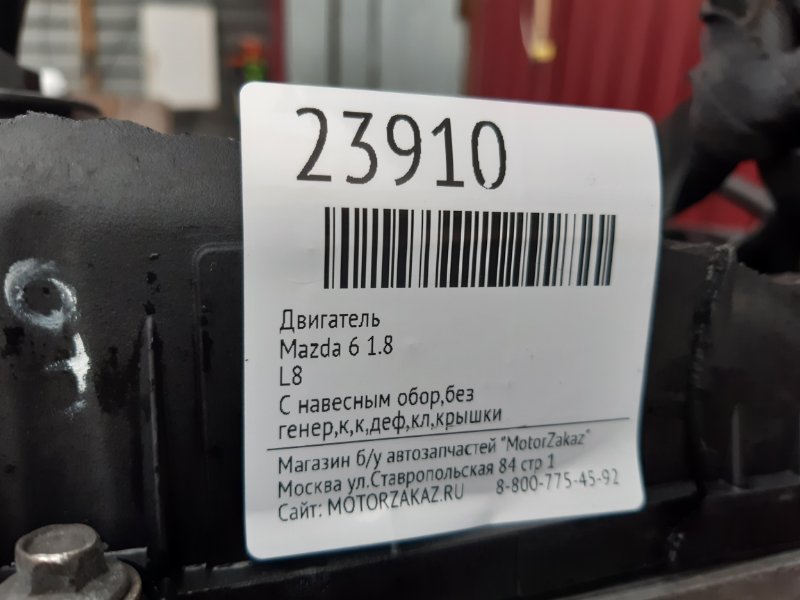 23910
Двигатель
Mazda 6 1.8
L8
С навесным обор,без
генер,к,к,деф,кл,крышки
Магазин б/у автозапчастей "MotorZakaz"
Москва ул.Ставропольская 84 стр 1
Сайт: MOTORZAKAZ.RU 8-800-775-45-92